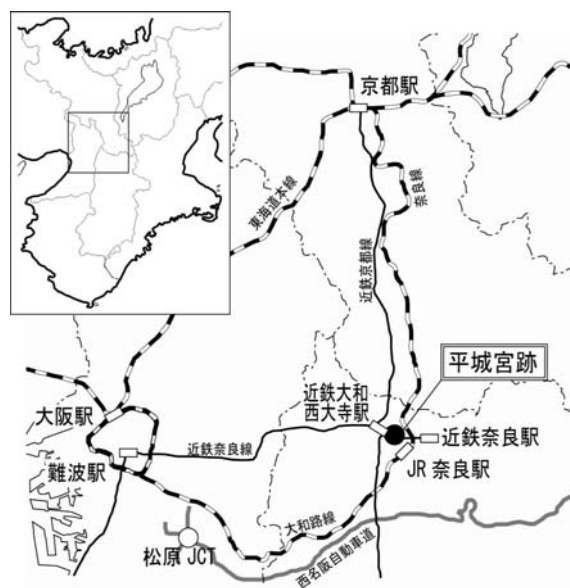 京都駅
東海道本線
奈良線
近鉄京都線
平城宮跡
近鉄大和
西大寺駅
大阪駅
近鉄奈良線
近鉄奈良駅
難波駅
JR 奈良駅
大和路線
松原 JCT
西名阪自動車道